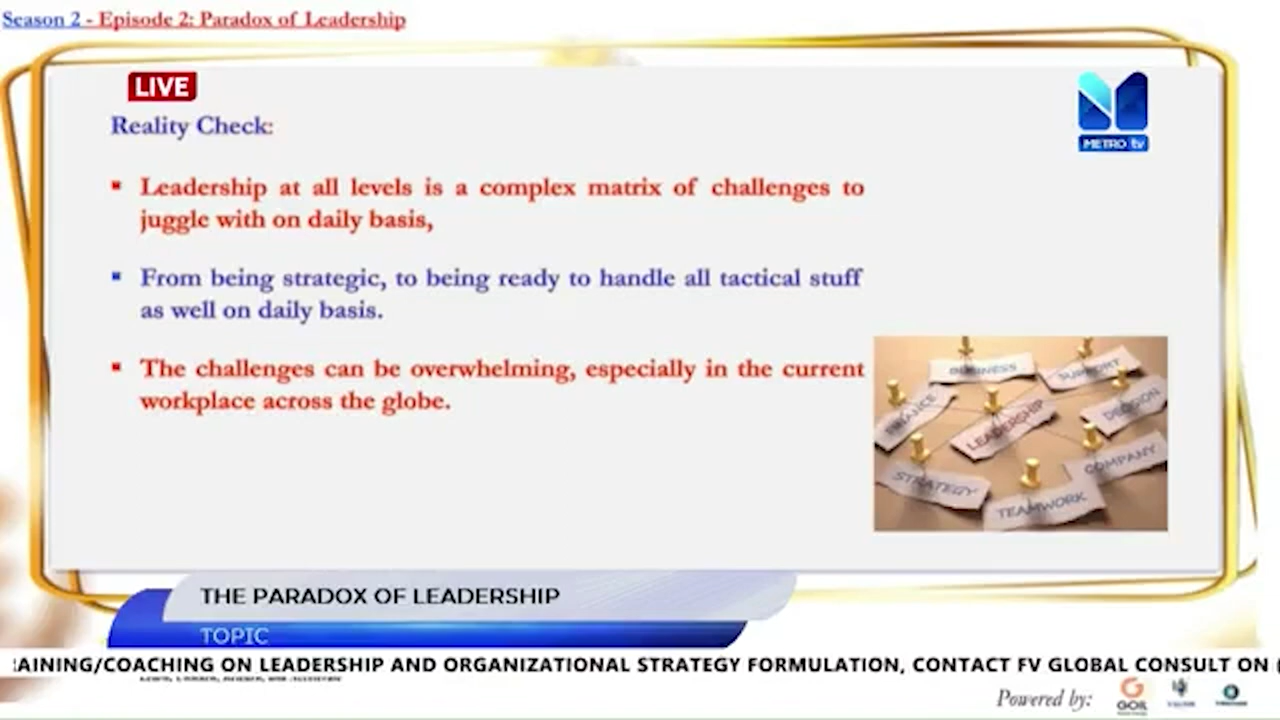 Season 2 - Episode 2: Paradox of Leadership
LIVE
METRO tv
Reality Check:
▪ Leadership at all levels is a complex matrix of challenges to
juggle with on daily basis,
▪ From being strategic, to being ready to handle all tactical stuff
as well on daily basis.
▪ The challenges can be overwhelming, especially in the current
workplace across the globe.
BUSINESS
SUPPORT
FINANCE
LEADERSHIP
DECISION
STRATEGY
COMPANY
TEAMWORK
THE PARADOX OF LEADERSHIP
TOPIC
AINING/COACHING ON LEADERSHIP AND ORGANIZATIONAL STRATEGY FORMULATION, CONTACT FV GLOBAL CONSULT ON
Powered by:
GOIL